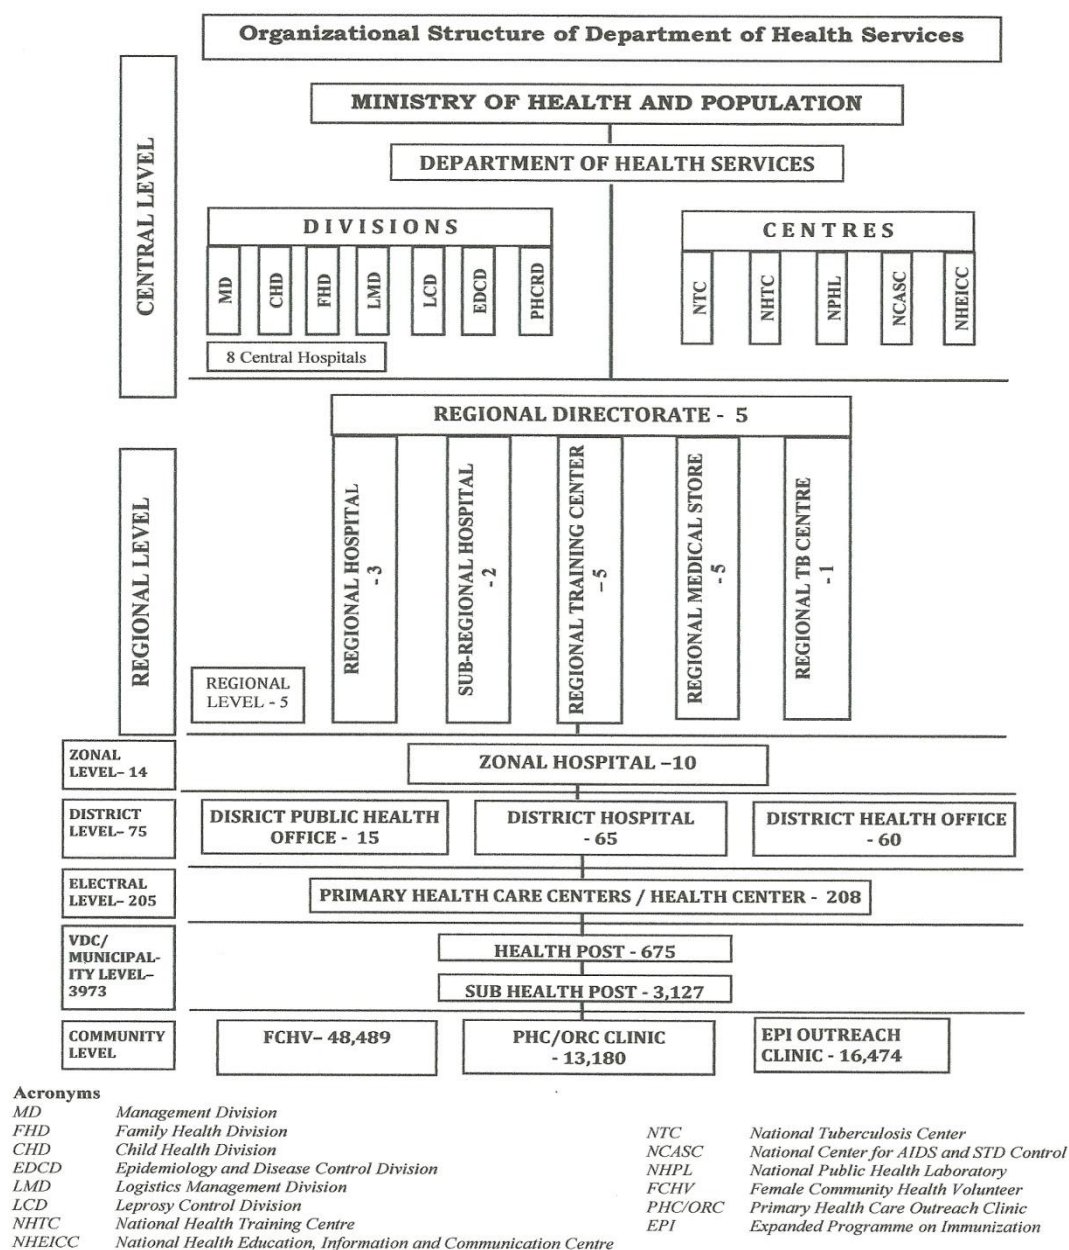 Organizational Structure of Department of Health Services
CENTRAL LEVEL
MINISTRY OF HEALTH AND POPULATION
DEPARTMENT OF HEALTH SERVICES
DIVISIONS
MD
CHD
FHD
LMD
LCD
EDCD
PHCRD
8 Central Hospitals
CENTRES
NTC
NHTC
NPHL
NCASC
NHEICC
REGIONAL LEVEL
REGIONAL DIRECTORATE - 5
REGIONAL HOSPITAL
- 3
SUB-REGIONAL HOSPITAL
- 2
REGIONAL TRAINING CENTER
– 5
REGIONAL MEDICAL STORE
- 5
REGIONAL TB CENTRE
- 1
REGIONAL
LEVEL - 5
ZONAL
LEVEL– 14
ZONAL HOSPITAL –10
DISTRICT
LEVEL– 75
DISRICT PUBLIC HEALTH
OFFICE - 15
DISTRICT HOSPITAL
- 65
DISTRICT HEALTH OFFICE
- 60
ELECTRAL
LEVEL– 205
PRIMARY HEALTH CARE CENTERS / HEALTH CENTER - 208
VDC/
MUNICIPAL-
ITY LEVEL–
3973
HEALTH POST - 675
SUB HEALTH POST - 3,127
COMMUNITY
LEVEL
FCHV– 48,489
PHC/ORC CLINIC
- 13,180
EPI OUTREACH
CLINIC - 16,474
Acronyms
MD Management Division
FHD Family Health Division
CHD Child Health Division
EDCD Epidemiology and Disease Control Division
LMD Logistics Management Division
LCD Leprosy Control Division
NHTC National Health Training Centre
NHEICC National Health Education, Information and Communication Centre
NTC National Tuberculosis Center
NCASC National Center for AIDS and STD Control
NHPL National Public Health Laboratory
FCHV Female Community Health Volunteer
PHC/ORC Primary Health Care Outreach Clinic
EPI Expanded Programme on Immunization